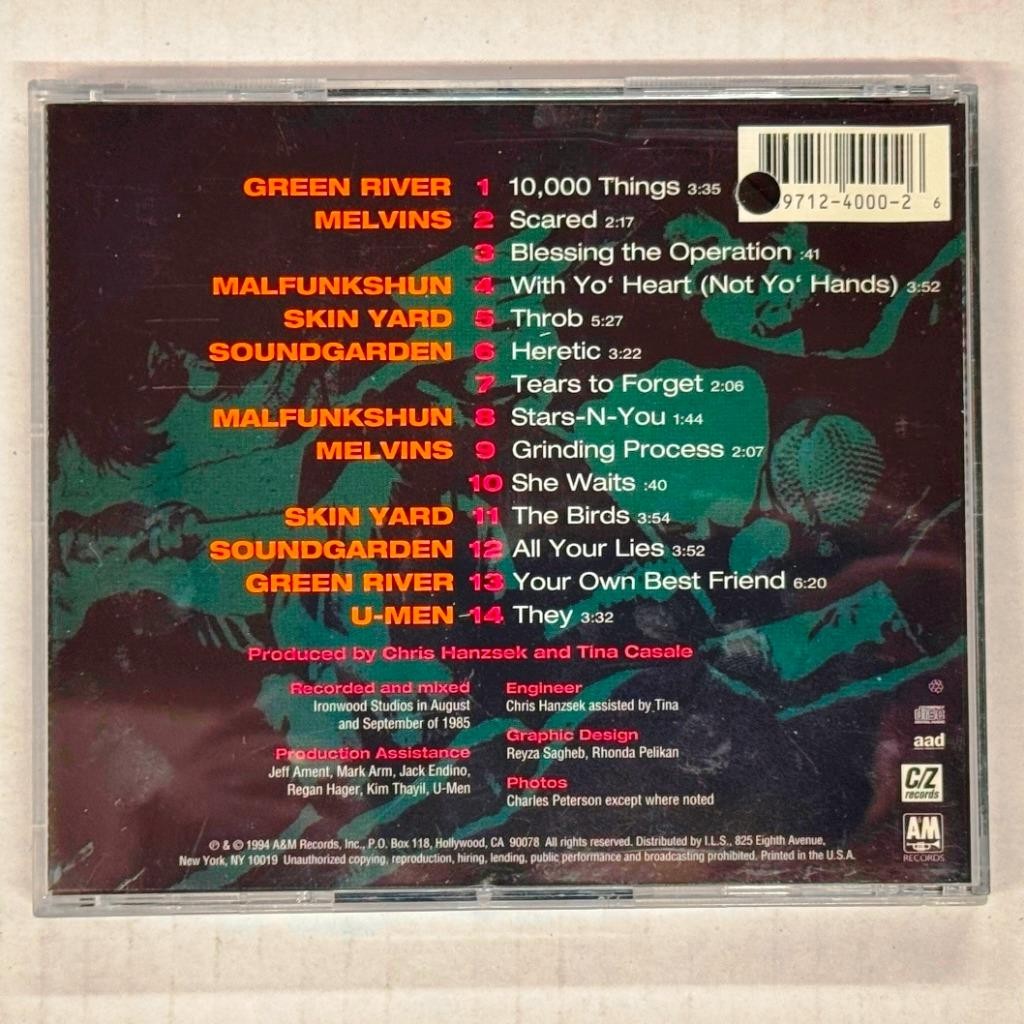 GREEN RIVER 1 10,000 Things 3:35
MELVINS 2 Scared 2:17
3 Blessing the Operation :41
MALFUNKSHUN 4 With Yo‘ Heart (Not Yo‘ Hands) 3:52
SKIN YARD 5 Throb 5:27
SOUNDGARDEN 6 Heretic 3:22
7 Tears to Forget 2:06
MALFUNKSHUN 8 Stars-N-You 1:44
MELVINS 9 Grinding Process 2:07
10 She Waits :40
SKIN YARD 11 The Birds 3:54
SOUNDGARDEN 12 All Your Lies 3:52
GREEN RIVER 13 Your Own Best Friend 6:20
U-MEN 14 They 3:32
9712-4000-2 6
Produced by Chris Hanzsek and Tina Casale
Recorded and mixed
Ironwood Studios in August
and September of 1985
Production Assistance
Jeff Ament, Mark Arm, Jack Endino,
Regan Hager, Kim Thayil, U-Men
Engineer
Chris Hanzsek assisted by Tina
Graphic Design
Reyza Sagheb, Rhonda Pelikan
Photos
Charles Peterson except where noted
disc
aad
C/Z
records
A&M
RECORDS
℗ & © 1994 A&M Records, Inc., P.O. Box 118, Hollywood, CA 90078 All rights reserved. Distributed by I.L.S., 825 Eighth Avenue,
New York, NY 10019 Unauthorized copying, reproduction, hiring, lending, public performance and broadcasting prohibited. Printed in the U.S.A.